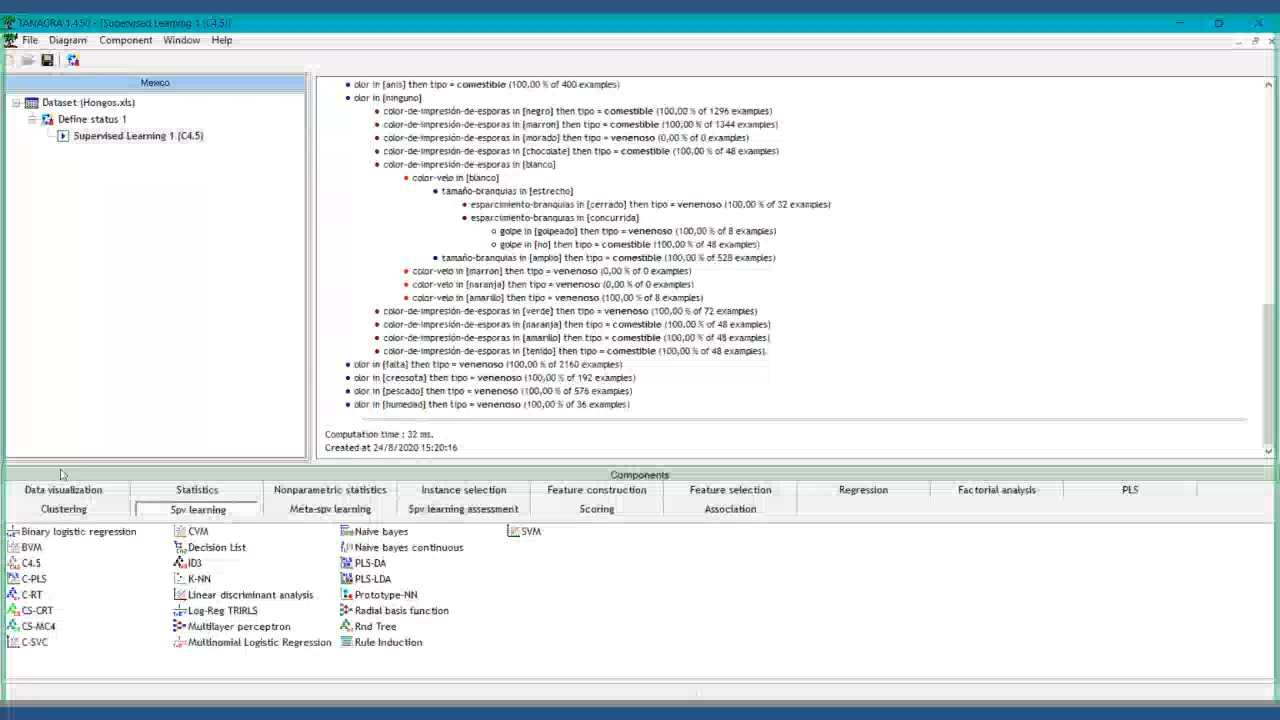 TANAGRA 1.4.50 - [Supervised Learning 1 (C4.5)]
File Diagram Component Window Help
Mexico
Dataset (Hongos.xls)
Define status 1
Supervised Learning 1 (C4.5)
olor in [anis] then tipo = comestible (100,00 % of 400 examples)
olor in [ninguno]
color-de-impresión-de-esporas in [negro] then tipo = comestible (100,00 % of 1296 examples)
color-de-impresión-de-esporas in [marron] then tipo = comestible (100,00 % of 1344 examples)
color-de-impresión-de-esporas in [morado] then tipo = venenoso (0,00 % of 0 examples)
color-de-impresión-de-esporas in [chocolate] then tipo = comestible (100,00 % of 48 examples)
color-de-impresión-de-esporas in [blanco]
color-velo in [blanco]
tamaño-branquias in [estrecho]
esparcimiento-branquias in [cerrado] then tipo = venenoso (100,00 % of 32 examples)
esparcimiento-branquias in [concurrida]
golpe in [golpeado] then tipo = venenoso (100,00 % of 8 examples)
golpe in [no] then tipo = comestible (100,00 % of 48 examples)
tamaño-branquias in [amplio] then tipo = comestible (100,00 % of 528 examples)
color-velo in [marron] then tipo = venenoso (0,00 % of 0 examples)
color-velo in [naranja] then tipo = venenoso (0,00 % of 0 examples)
color-velo in [amarillo] then tipo = venenoso (100,00 % of 8 examples)
color-de-impresión-de-esporas in [verde] then tipo = venenoso (100,00 % of 72 examples)
color-de-impresión-de-esporas in [naranja] then tipo = comestible (100,00 % of 48 examples)
color-de-impresión-de-esporas in [amarillo] then tipo = comestible (100,00 % of 48 examples)
color-de-impresión-de-esporas in [tenido] then tipo = comestible (100,00 % of 48 examples)
olor in [falta] then tipo = venenoso (100,00 % of 2160 examples)
olor in [creosota] then tipo = venenoso (100,00 % of 192 examples)
olor in [pescado] then tipo = venenoso (100,00 % of 576 examples)
olor in [humedad] then tipo = venenoso (100,00 % of 36 examples)
Computation time : 32 ms.
Created at 24/8/2020 15:20:16
Components
Data visualization Statistics Nonparametric statistics Instance selection Feature construction Feature selection Regression Factorial analysis PLS
Clustering Spv learning Meta-spv learning Spv learning assessment Scoring Association
Binary logistic regression CVM Naive bayes SVM
BVM Decision List Naive bayes continuous
C4.5 ID3 PLS-DA
C-PLS K-NN PLS-LDA
C-RT Linear discriminant analysis Prototype-NN
CS-CRT Log-Reg TRIRLS Radial basis function
CS-MC4 Multilayer perceptron Rnd Tree
C-SVC Multinomial Logistic Regression Rule Induction